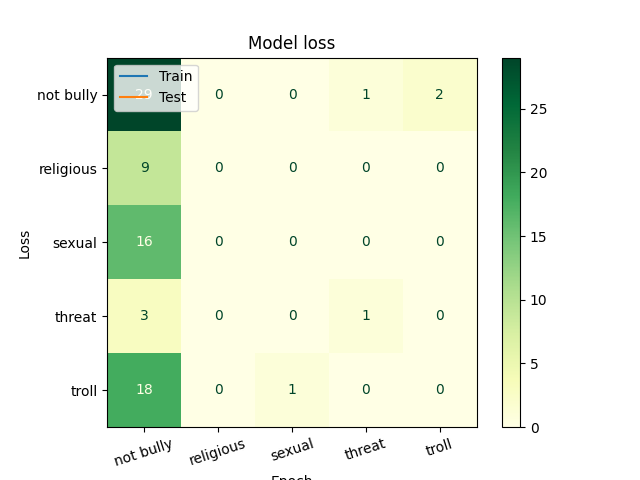 Model loss
Train
Test
not bully 29 0 0 1 2
religious 9 0 0 0 0
sexual 16 0 0 0 0
threat 3 0 0 1 0
troll 18 0 1 0 0
Loss
not bully religious sexual threat troll
Epoch
25
20
15
10
5
0